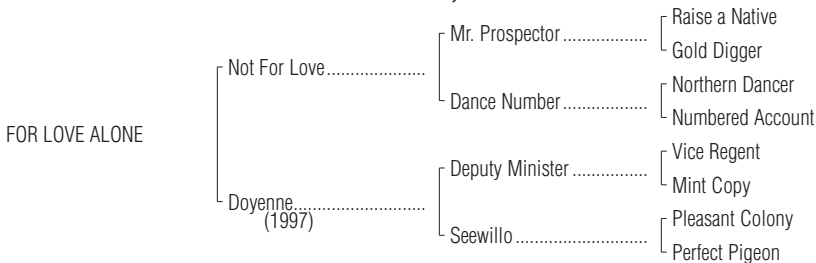 Raise a Native
Mr. Prospector ..................
Gold Digger
Not For Love.....................
Northern Dancer
Dance Number ..................
Numbered Account
FOR LOVE ALONE
Vice Regent
Deputy Minister ................
Mint Copy
Doyenne............................
(1997)
Pleasant Colony
Seewillo ............................
Perfect Pigeon